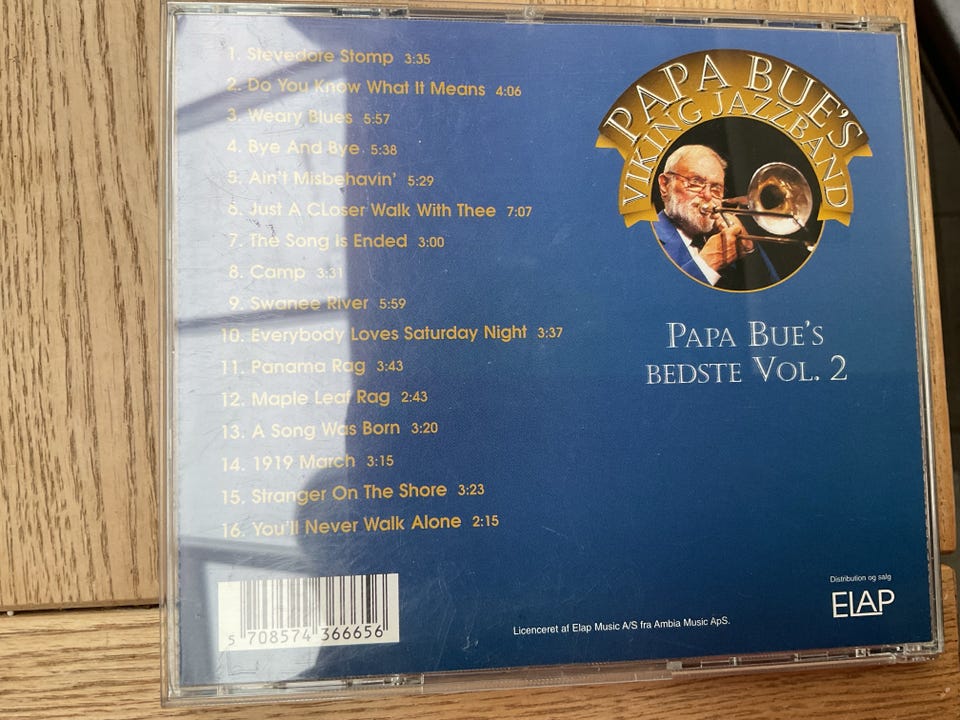 1. Stevedore Stomp 3:35
2. Do You Know What It Means 4:06
3. Weary Blues 5:57
4. Bye And Bye 5:38
5. Ain't Misbehavin' 5:29
6. Just A CLoser Walk With Thee 7:07
7. The Song Is Ended 3:00
8. Camp 3:31
9. Swanee River 5:59
10. Everybody Loves Saturday Night 3:37
11. Panama Rag 3:43
12. Maple Leaf Rag 2:43
13. A Song Was Born 3:20
14. 1919 March 3:15
15. Stranger On The Shore 3:23
16. You'll Never Walk Alone 2:15
PAPA BUE'S
VIKING JAZZBAND
PAPA BUE'S
BEDSTE VOL. 2
5 708574 366656
Licenceret af Elap Music A/S fra Ambia Music ApS.
Distribution og salg
ELAP